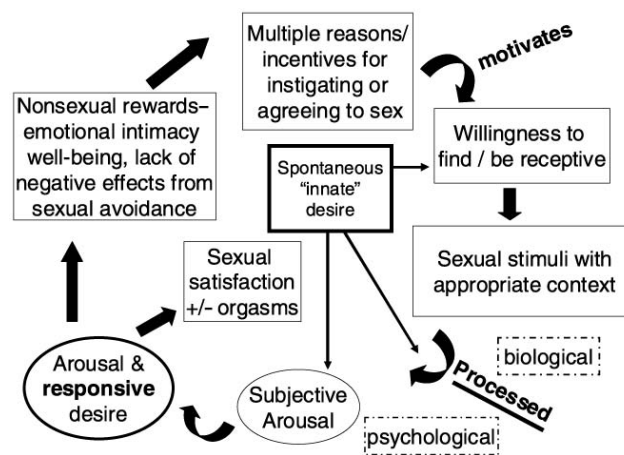 Multiple reasons/
incentives for
instigating or
agreeing to sex
motivates
Nonsexual rewards–
emotional intimacy
well-being, lack of
negative effects from
sexual avoidance
Willingness to
find / be receptive
Spontaneous
“innate”
desire
Sexual stimuli with
appropriate context
Sexual
satisfaction
+/– orgasms
biological
Processed
Arousal &
responsive
desire
Subjective
Arousal
psychological